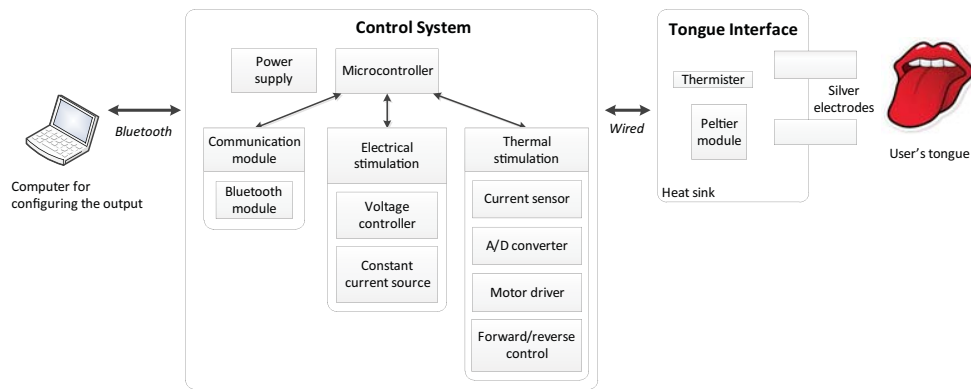 Control System
Tongue Interface
Power
supply
Microcontroller
Bluetooth
Communication
module
Bluetooth
module
Electrical
stimulation
Voltage
controller
Constant
current source
Thermal
stimulation
Current sensor
A/D converter
Motor driver
Forward/reverse
control
Wired
Thermister
Peltier
module
Heat sink
Silver
electrodes
User's tongue
Computer for
configuring the output